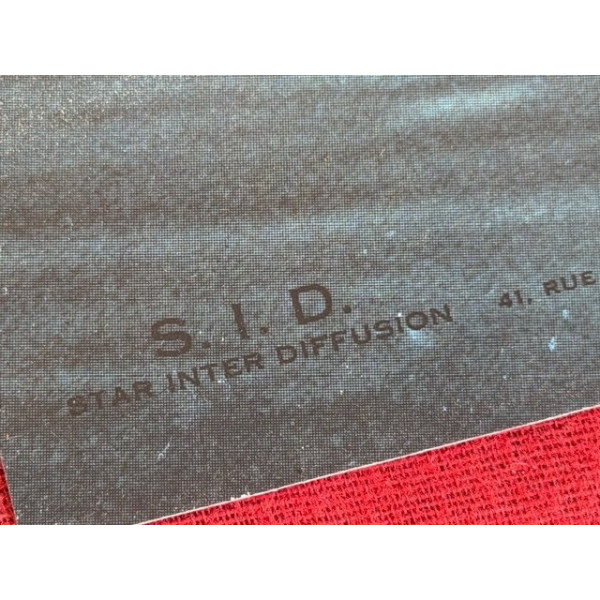 S. I. D.
STAR INTER DIFFUSION 41, RUE